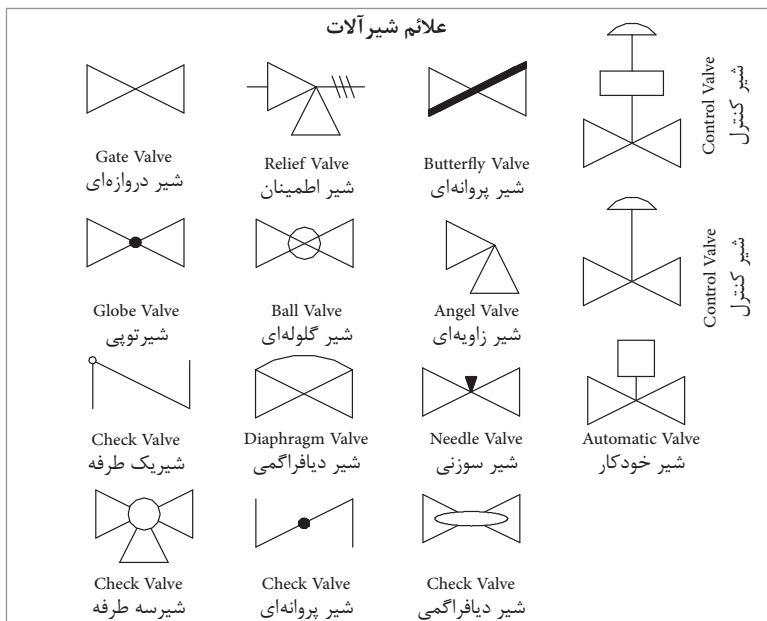 علائم شیرآلات
Gate Valve
شیر دروازه‌ای
Relief Valve
شیر اطمینان
Butterfly Valve
شیر پروانه‌ای
Control Valve
شیر کنترل
Globe Valve
شیرتوپی
Ball Valve
شیر گلوله‌ای
Angel Valve
شیر زاویه‌ای
Control Valve
شیر کنترل
Check Valve
شیریک طرفه
Diaphragm Valve
شیر دیافراگمی
Needle Valve
شیر سوزنی
Automatic Valve
شیر خودکار
Check Valve
شیرسه طرفه
Check Valve
شیر پروانه‌ای
Check Valve
شیر دیافراگمی